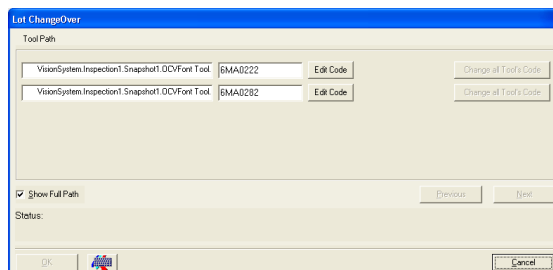 Lot ChangeOver
Tool Path
VisionSystem.Inspection1.Snapshot1.OCVFont Tool. 6MA0222 Edit Code Change all Tool's Code
VisionSystem.Inspection1.Snapshot1.OCVFont Tool. 6MA0282 Edit Code Change all Tool's Code
Show Full Path Previous Next
Status:
OK Cancel